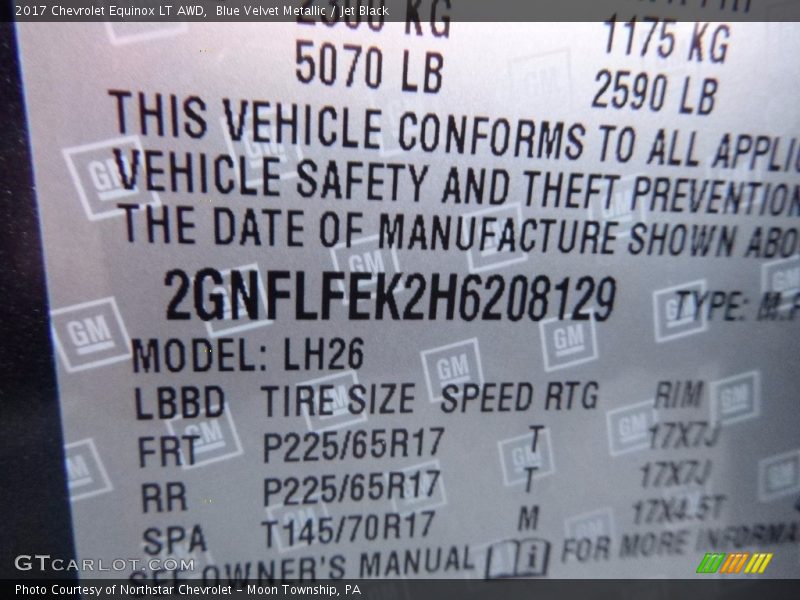 2017 Chevrolet Equinox LT AWD, Blue Velvet Metallic / Jet Black
KG
5070 LB
1175 KG
2590 LB
THIS VEHICLE CONFORMS TO ALL
VEHICLE SAFETY AND THEFT PREVENTION
THE DATE OF MANUFACTURE SHOWN
2GNFLFEK2H6208129 TYPE:
MODEL: LH26
LBBD TIRE SIZE SPEED RTG RIM
FRT P225/65R17 T 17X7J
RR P225/65R17 T 17X7J
SPA T145/70R17 M 17X4.5T
SEE OWNER'S MANUAL FOR MORE
GM
GTCARLOT.COM
Photo Courtesy of Northstar Chevrolet - Moon Township, PA